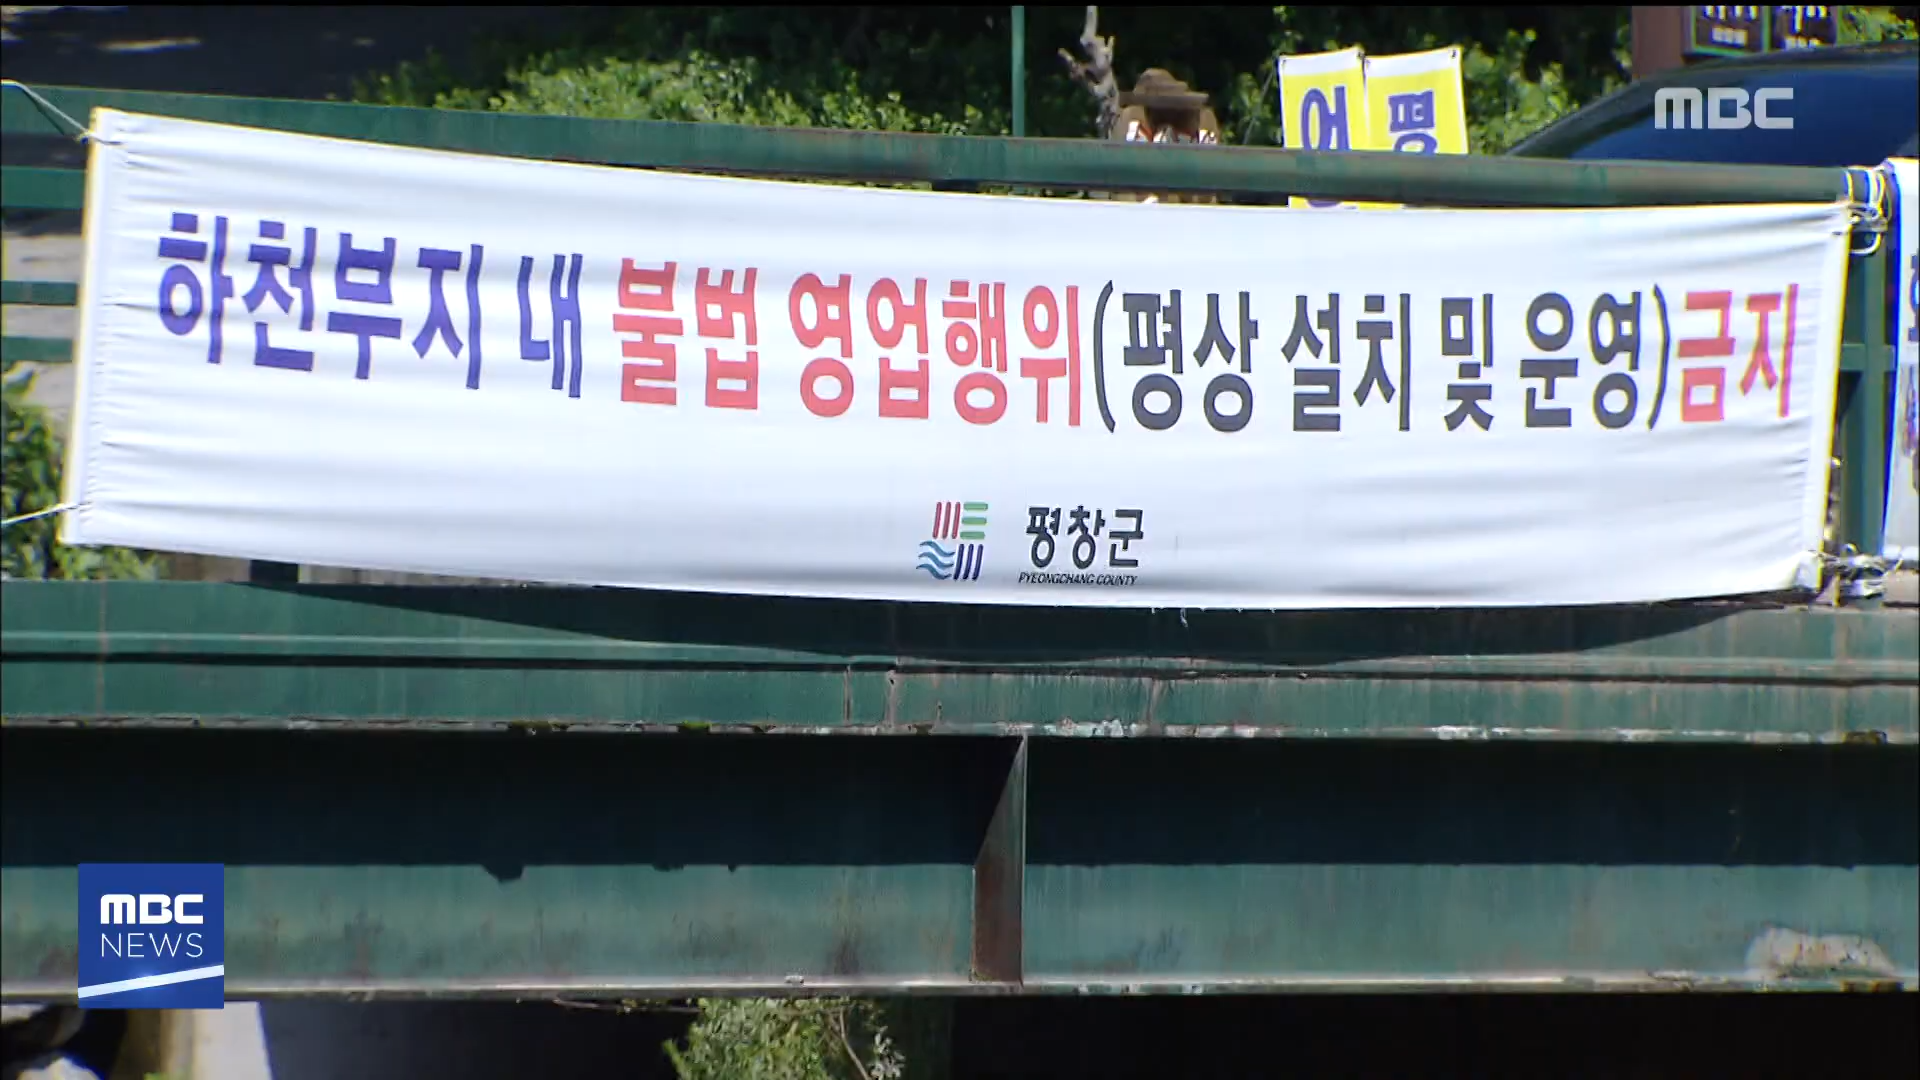 MBC
하천부지 내 불법 영업행위(평상 설치 및 운영)금지
평창군
PYEONGCHANG COUNTY
MBC
NEWS